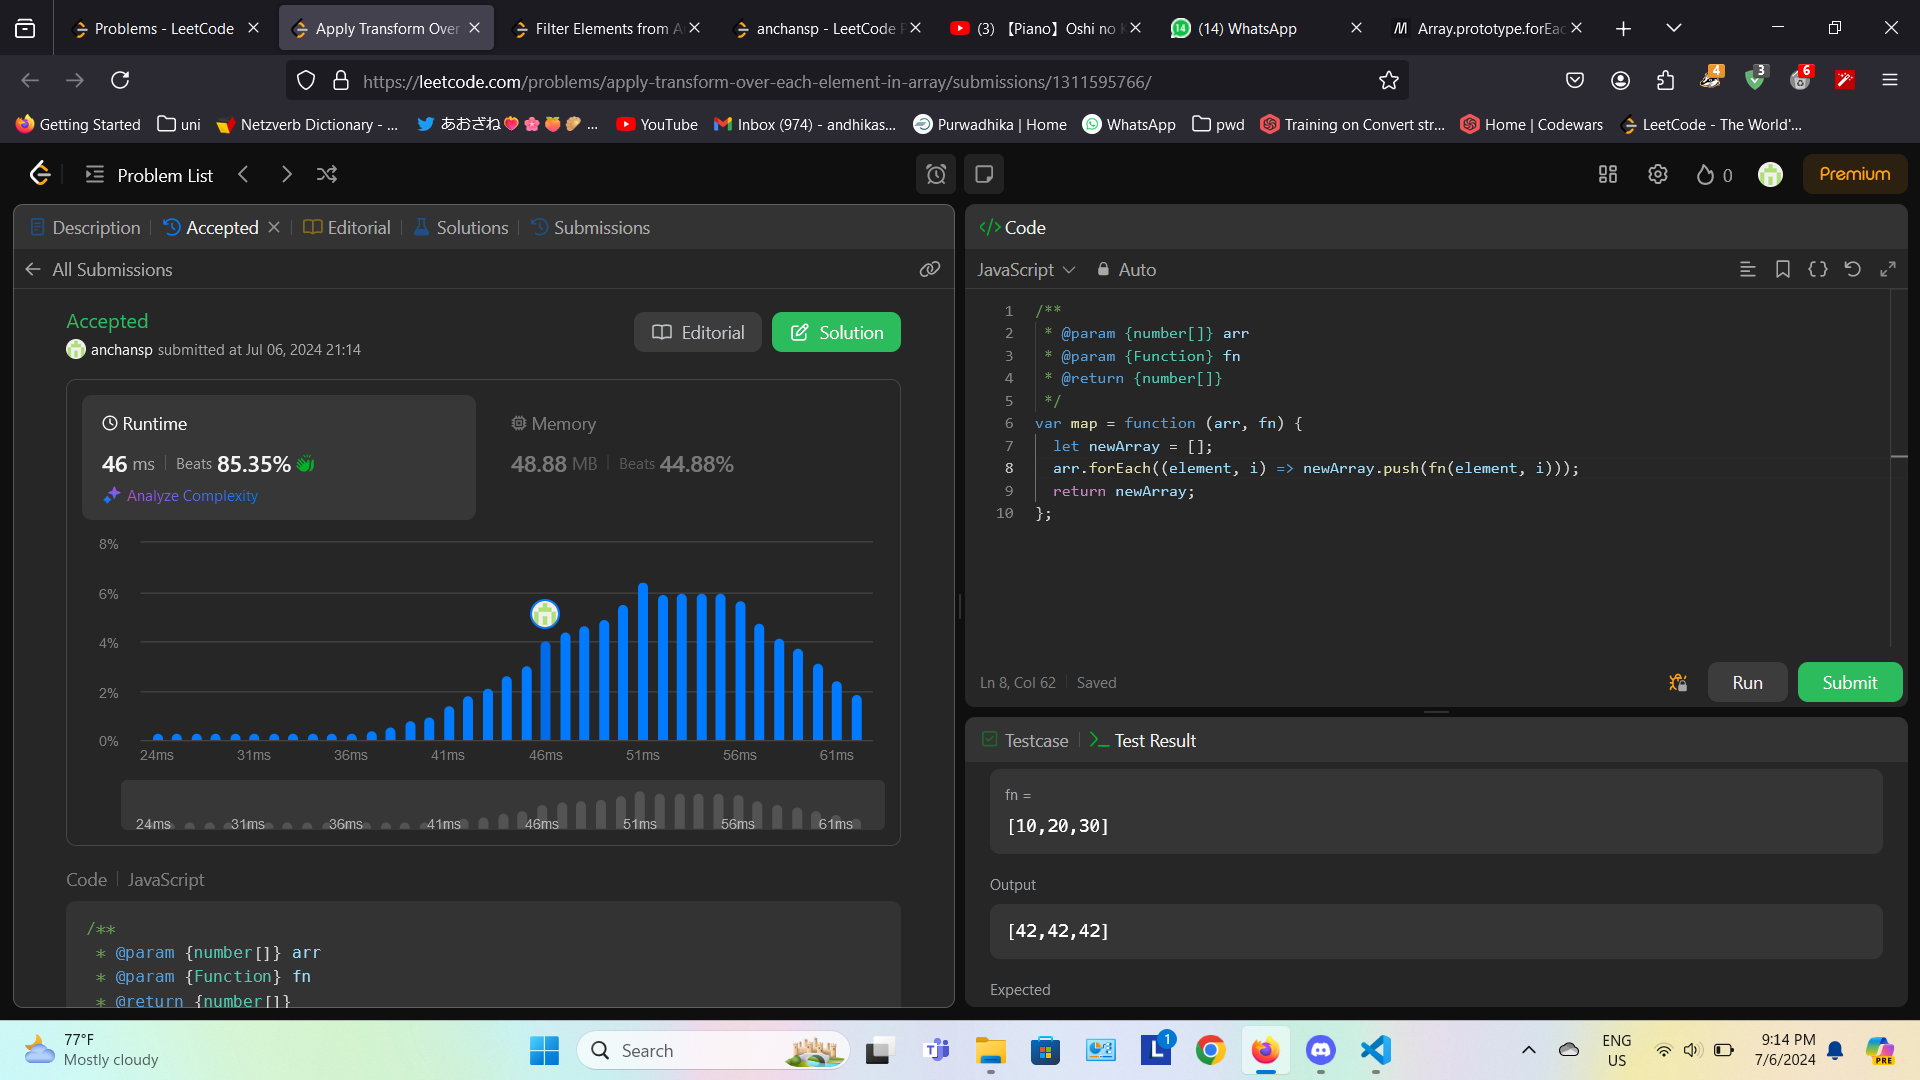 Problems - LeetCode
Apply Transform Over
Filter Elements from A
anchansp - LeetCode P
(3) 【Piano】Oshi no K
(14) WhatsApp
Array.prototype.forEac
https://leetcode.com/problems/apply-transform-over-each-element-in-array/submissions/1311595766/
4
3
6
Getting Started
uni
Netzverb Dictionary - ...
あおざね ...
YouTube
Inbox (974) - andhikas...
Purwadhika | Home
WhatsApp
pwd
Training on Convert str...
Home | Codewars
LeetCode - The World'...
Problem List
0
Premium
Description
Accepted
Editorial
Solutions
Submissions
All Submissions
Accepted
anchansp submitted at Jul 06, 2024 21:14
Editorial
Solution
Runtime
46 ms
Beats 85.35%
Analyze Complexity
Memory
48.88 MB
Beats 44.88%
8%
6%
4%
2%
0%
24ms 31ms 36ms 41ms 46ms 51ms 56ms 61ms
24ms 31ms 36ms 41ms 46ms 51ms 56ms 61ms
Code
JavaScript
/**
* @param {number[]} arr
* @param {Function} fn
* @return {number[]}
</> Code
JavaScript
Auto
1 /**
2 * @param {number[]} arr
3 * @param {Function} fn
4 * @return {number[]}
5 */
6 var map = function (arr, fn) {
7 let newArray = [];
8 arr.forEach((element, i) => newArray.push(fn(element, i)));
9 return newArray;
10 };
Ln 8, Col 62
Saved
Run
Submit
Testcase
Test Result
fn =
[10,20,30]
Output
[42,42,42]
Expected
77°F
Mostly cloudy
Search
1
ENG
US
9:14 PM
7/6/2024
PRE